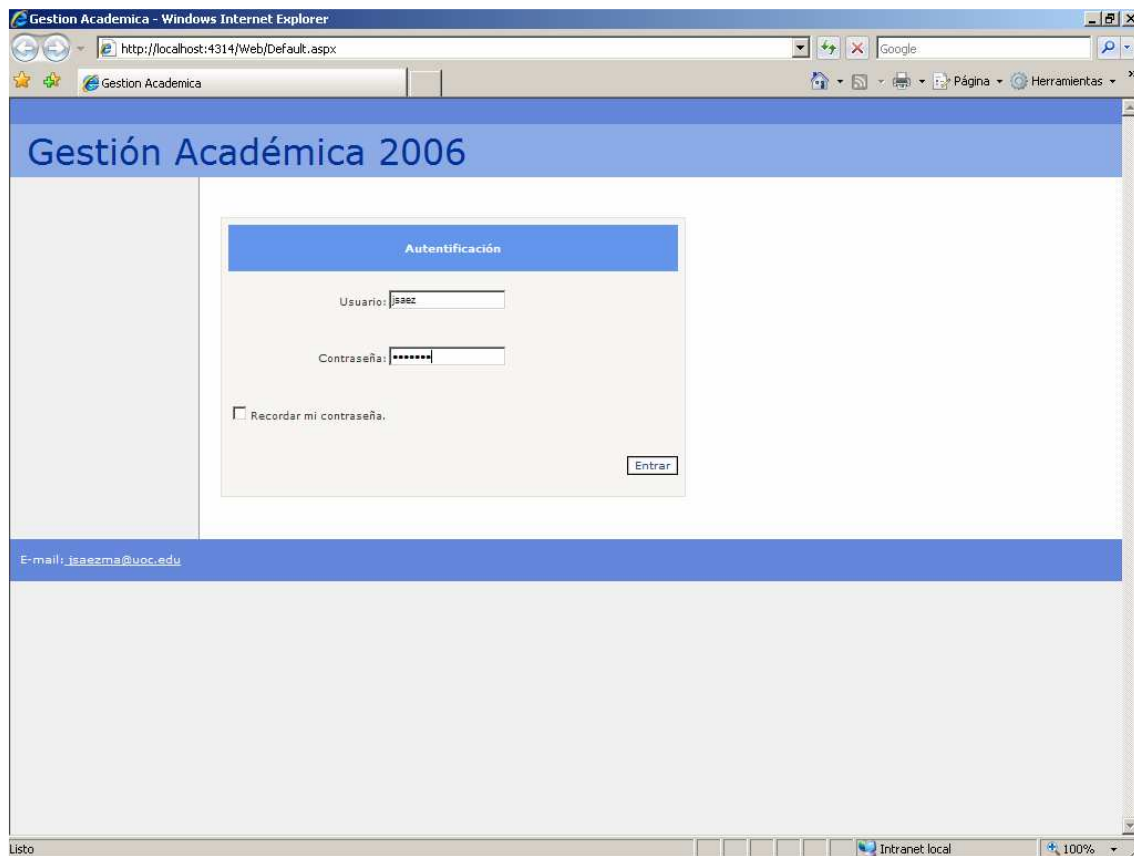 Gestion Academica - Windows Internet Explorer
http://localhost:4314/Web/Default.aspx
Google
Gestion Academica
Página
Herramientas
Gestión Académica 2006
Autentificación
Usuario: jsaez
Contraseña: •••••••
Recordar mi contraseña.
Entrar
E-mail: jsaezma@uoc.edu
Listo
Intranet local
100%